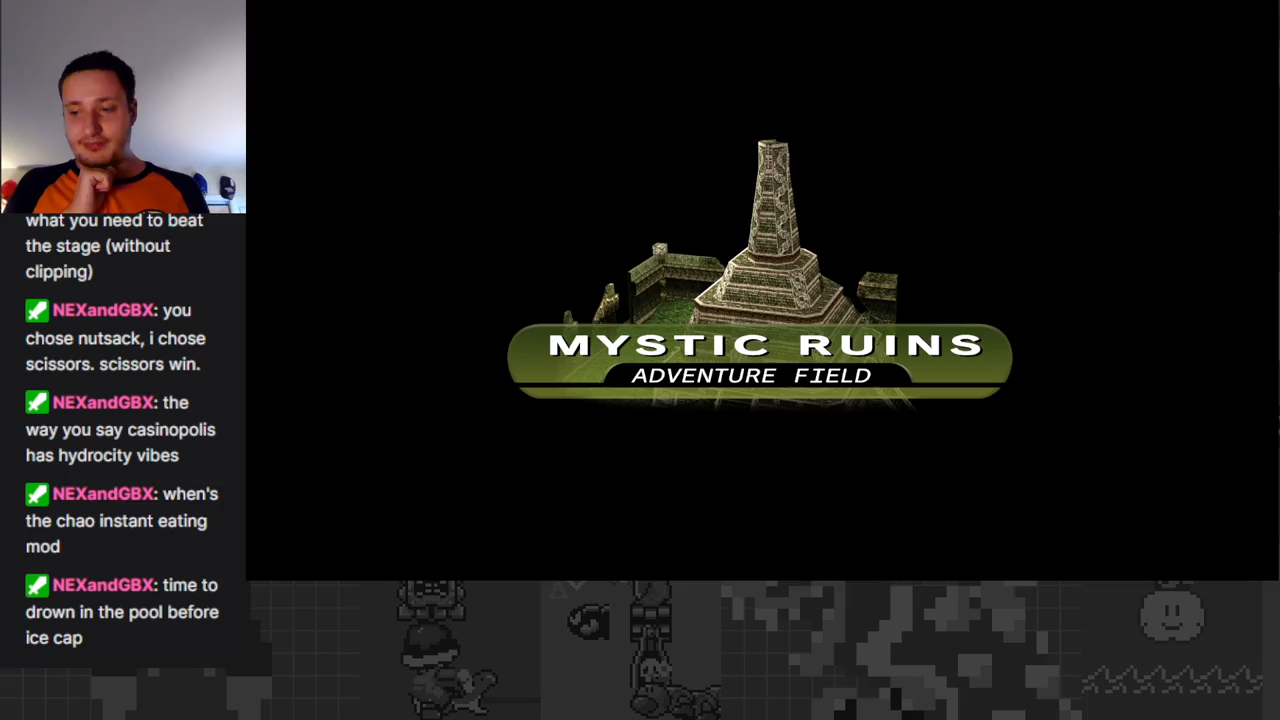 what you need to beat
the stage (without
clipping)
NEXandGBX: you
chose nutsack, i chose
scissors. scissors win.
NEXandGBX: the
way you say casinopolis
has hydrocity vibes
NEXandGBX: when's
the chao instant eating
mod
NEXandGBX: time to
drown in the pool before
ice cap
MYSTIC RUINS
ADVENTURE FIELD